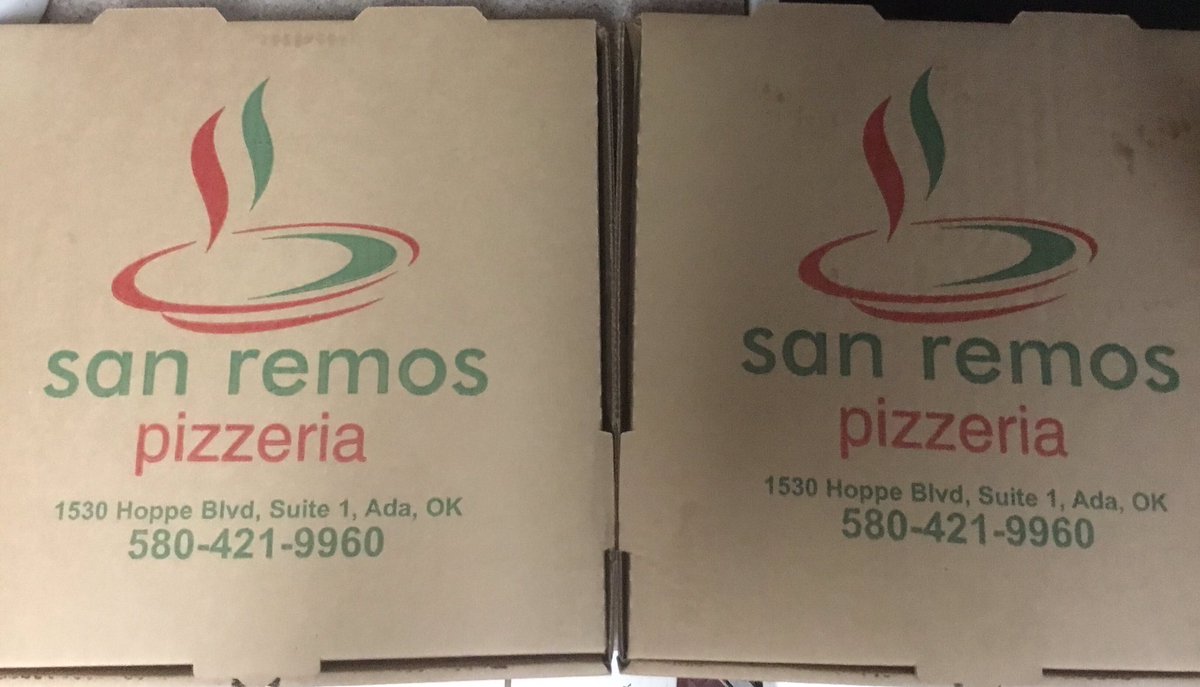 san remos
pizzeria
1530 Hoppe Blvd, Suite 1, Ada, OK
580-421-9960
san remos
pizzeria
1530 Hoppe Blvd, Suite 1, Ada, OK
580-421-9960